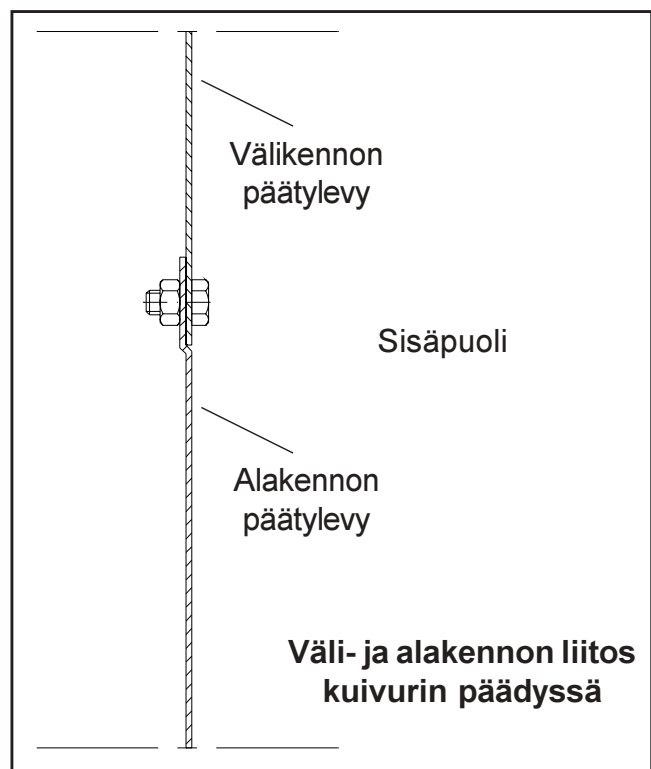 Välikennon
päätylevy
Sisäpuoli
Alakennon
päätylevy
Väli- ja alakennon liitos
kuivurin päädyssä